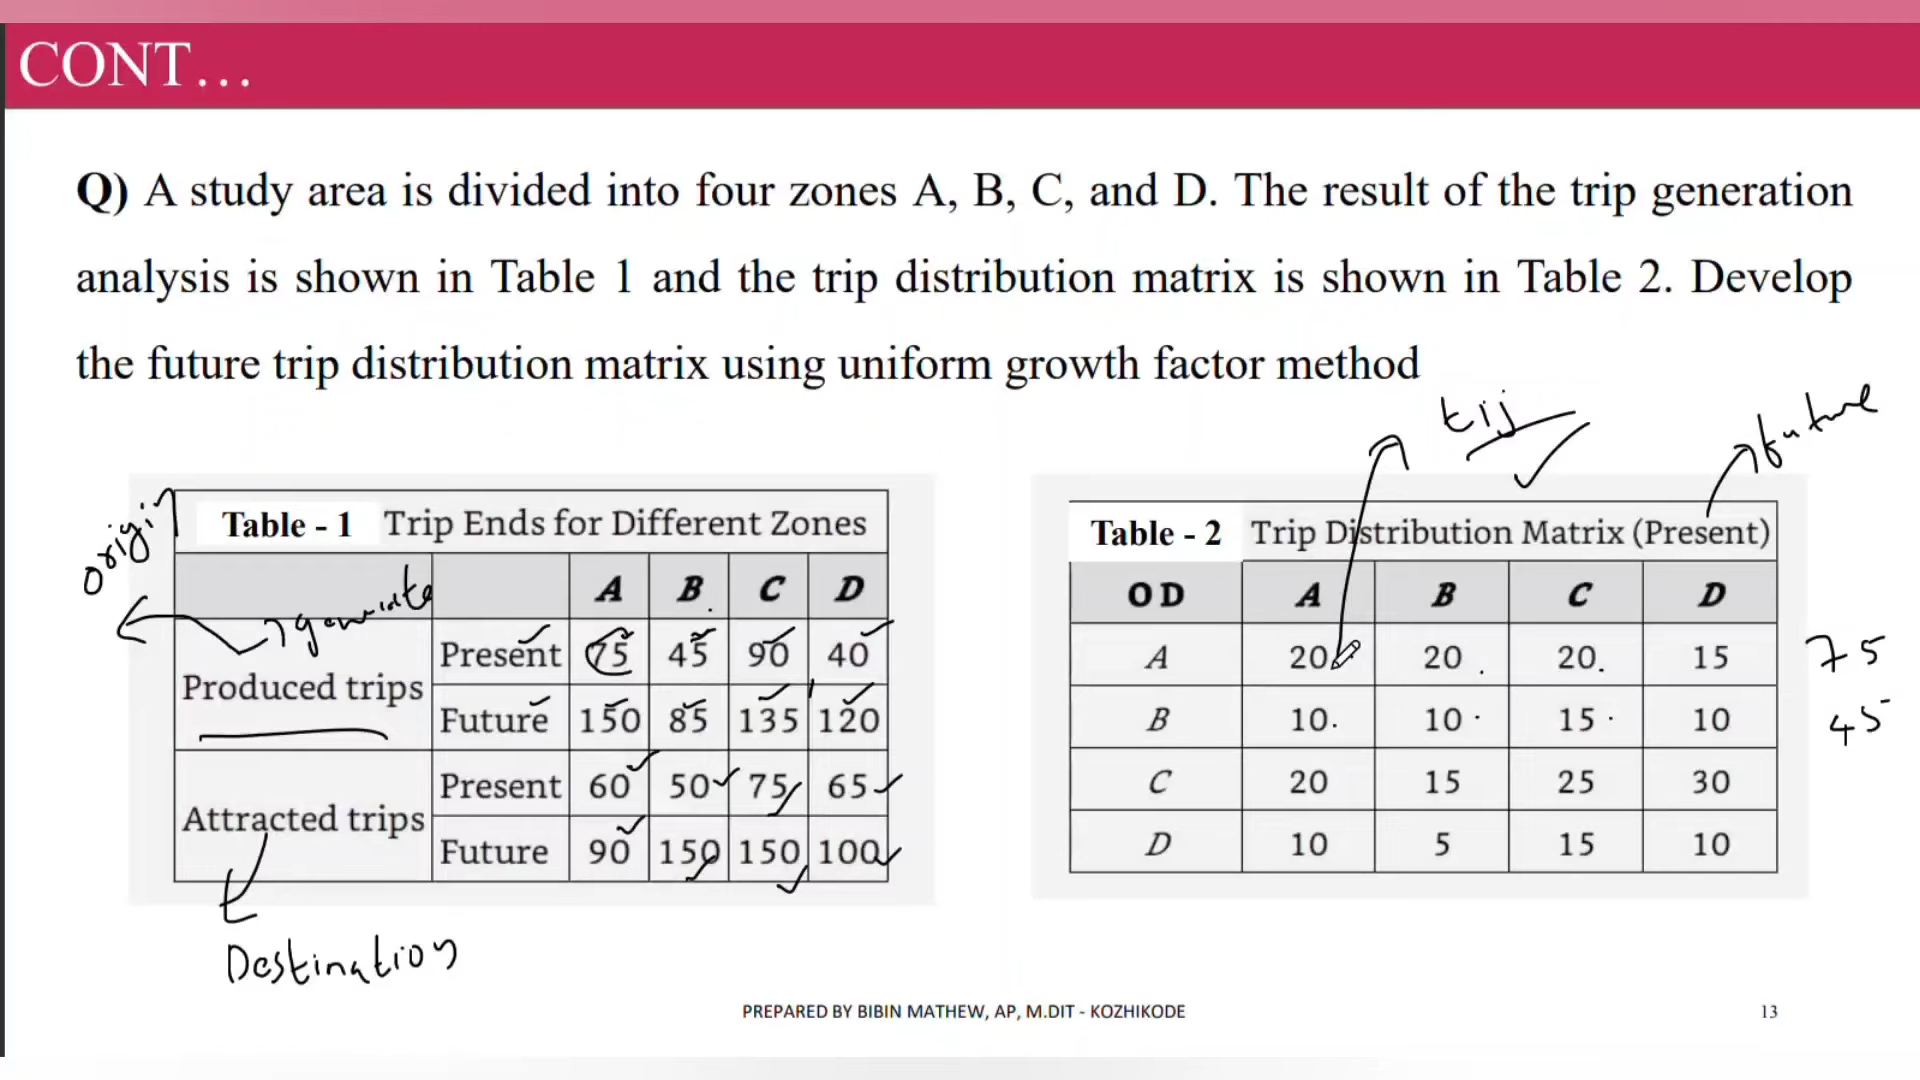 CONT…
Q) A study area is divided into four zones A, B, C, and D. The result of the trip generation
analysis is shown in Table 1 and the trip distribution matrix is shown in Table 2. Develop
the future trip distribution matrix using uniform growth factor method
tij
future
origin
Table - 1 Trip Ends for Different Zones
A B C D
generate
Produced trips
Present 75 45 90 40
Future 150 85 135 120
Attracted trips
Present 60 50 75 65
Future 90 150 150 100
Destination
Table - 2 Trip Distribution Matrix (Present)
O D A B C D
A 20 20 20 15 75
B 10 10 15 10 45
C 20 15 25 30
D 10 5 15 10
PREPARED BY BIBIN MATHEW, AP, M.DIT - KOZHIKODE
13